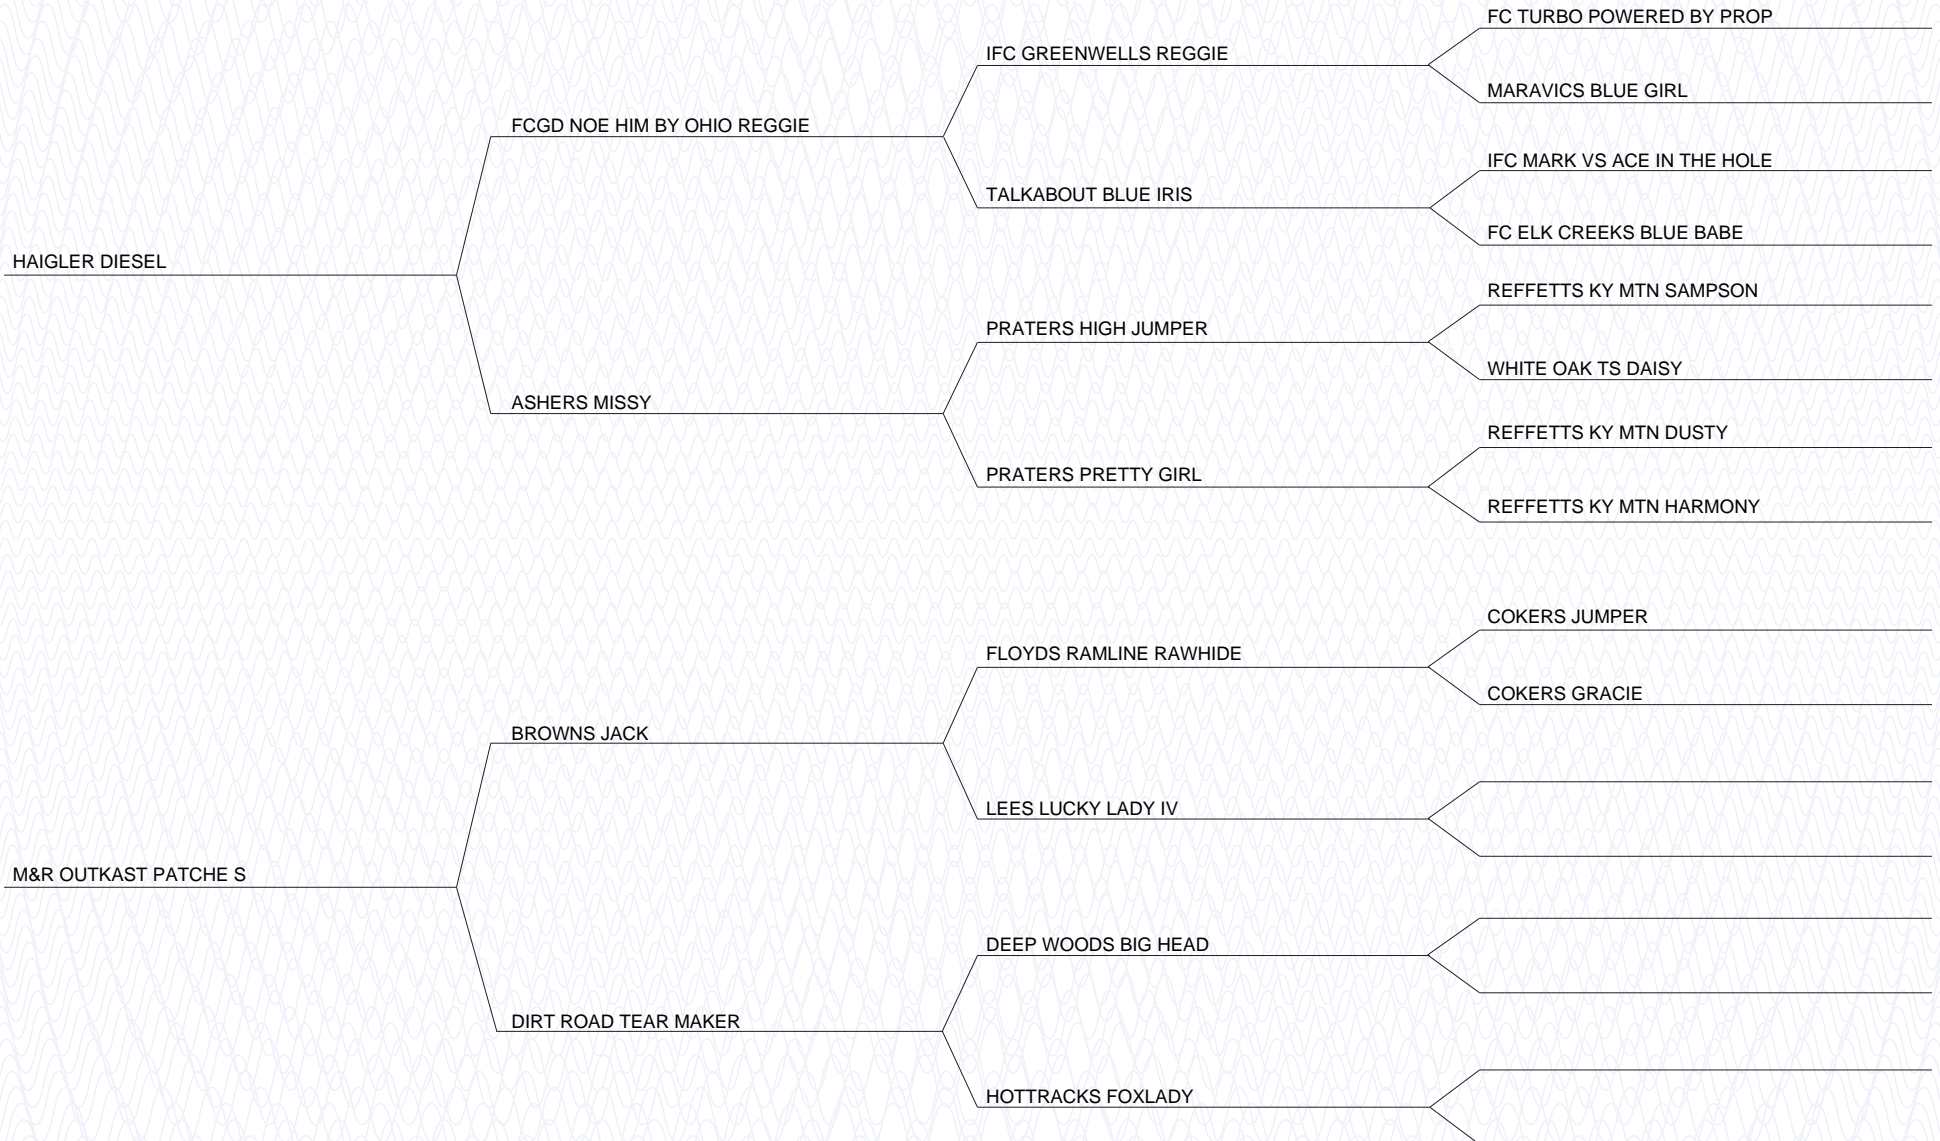 FC TURBO POWERED BY PROP
IFC GREENWELLS REGGIE
MARAVICS BLUE GIRL
FCGD NOE HIM BY OHIO REGGIE
IFC MARK VS ACE IN THE HOLE
TALKABOUT BLUE IRIS
FC ELK CREEKS BLUE BABE
HAIGLER DIESEL
REFFETTS KY MTN SAMPSON
PRATERS HIGH JUMPER
WHITE OAK TS DAISY
ASHERS MISSY
REFFETTS KY MTN DUSTY
PRATERS PRETTY GIRL
REFFETTS KY MTN HARMONY
COKERS JUMPER
FLOYDS RAMLINE RAWHIDE
COKERS GRACIE
BROWNS JACK
LEES LUCKY LADY IV
M&R OUTKAST PATCHE S
DEEP WOODS BIG HEAD
DIRT ROAD TEAR MAKER
HOTTRACKS FOXLADY